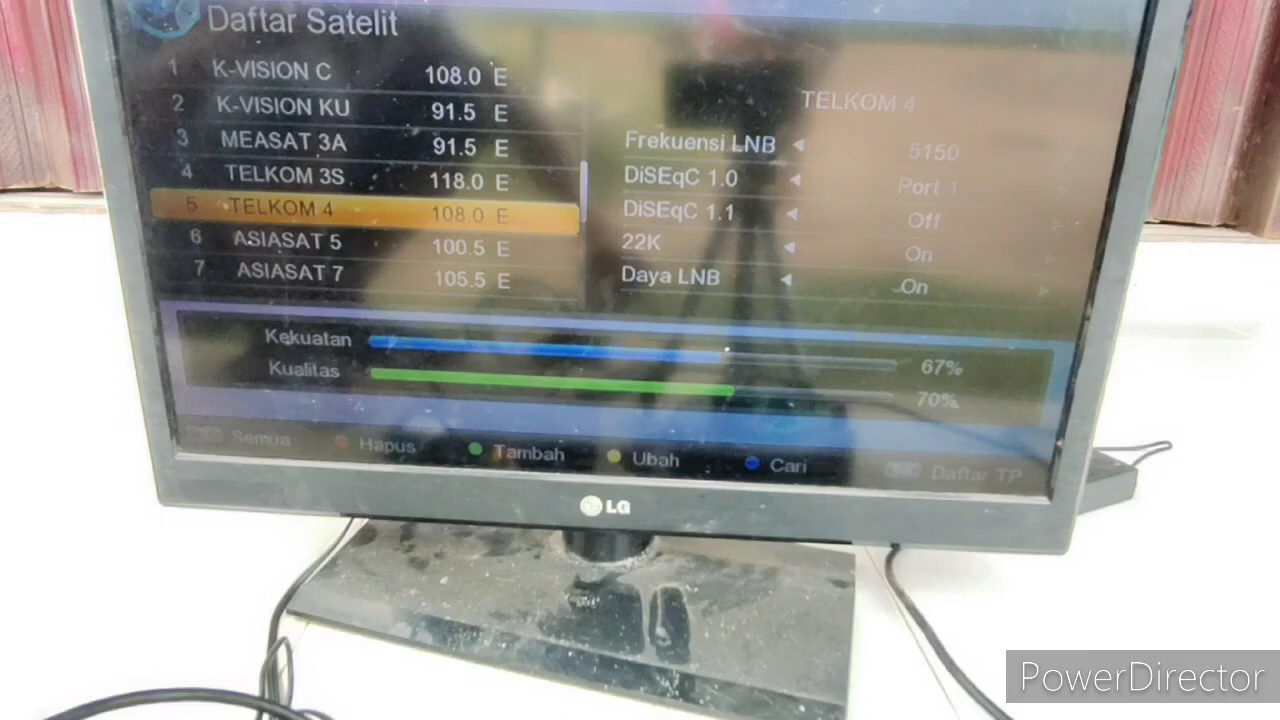 Daftar Satelit
1 K-VISION C 108.0 E
2 K-VISION KU 91.5 E
3 MEASAT 3A 91.5 E
4 TELKOM 3S 118.0 E
5 TELKOM 4 108.0 E
6 ASIASAT 5 100.5 E
7 ASIASAT 7 105.5 E
TELKOM 4
Frekuensi LNB 5150
DiSEqC 1.0 Port 1
DiSEqC 1.1 Off
22K On
Daya LNB On
Kekuatan 67%
Kualitas 70%
Semua Hapus Tambah Ubah Cari Daftar TP
LG
PowerDirector